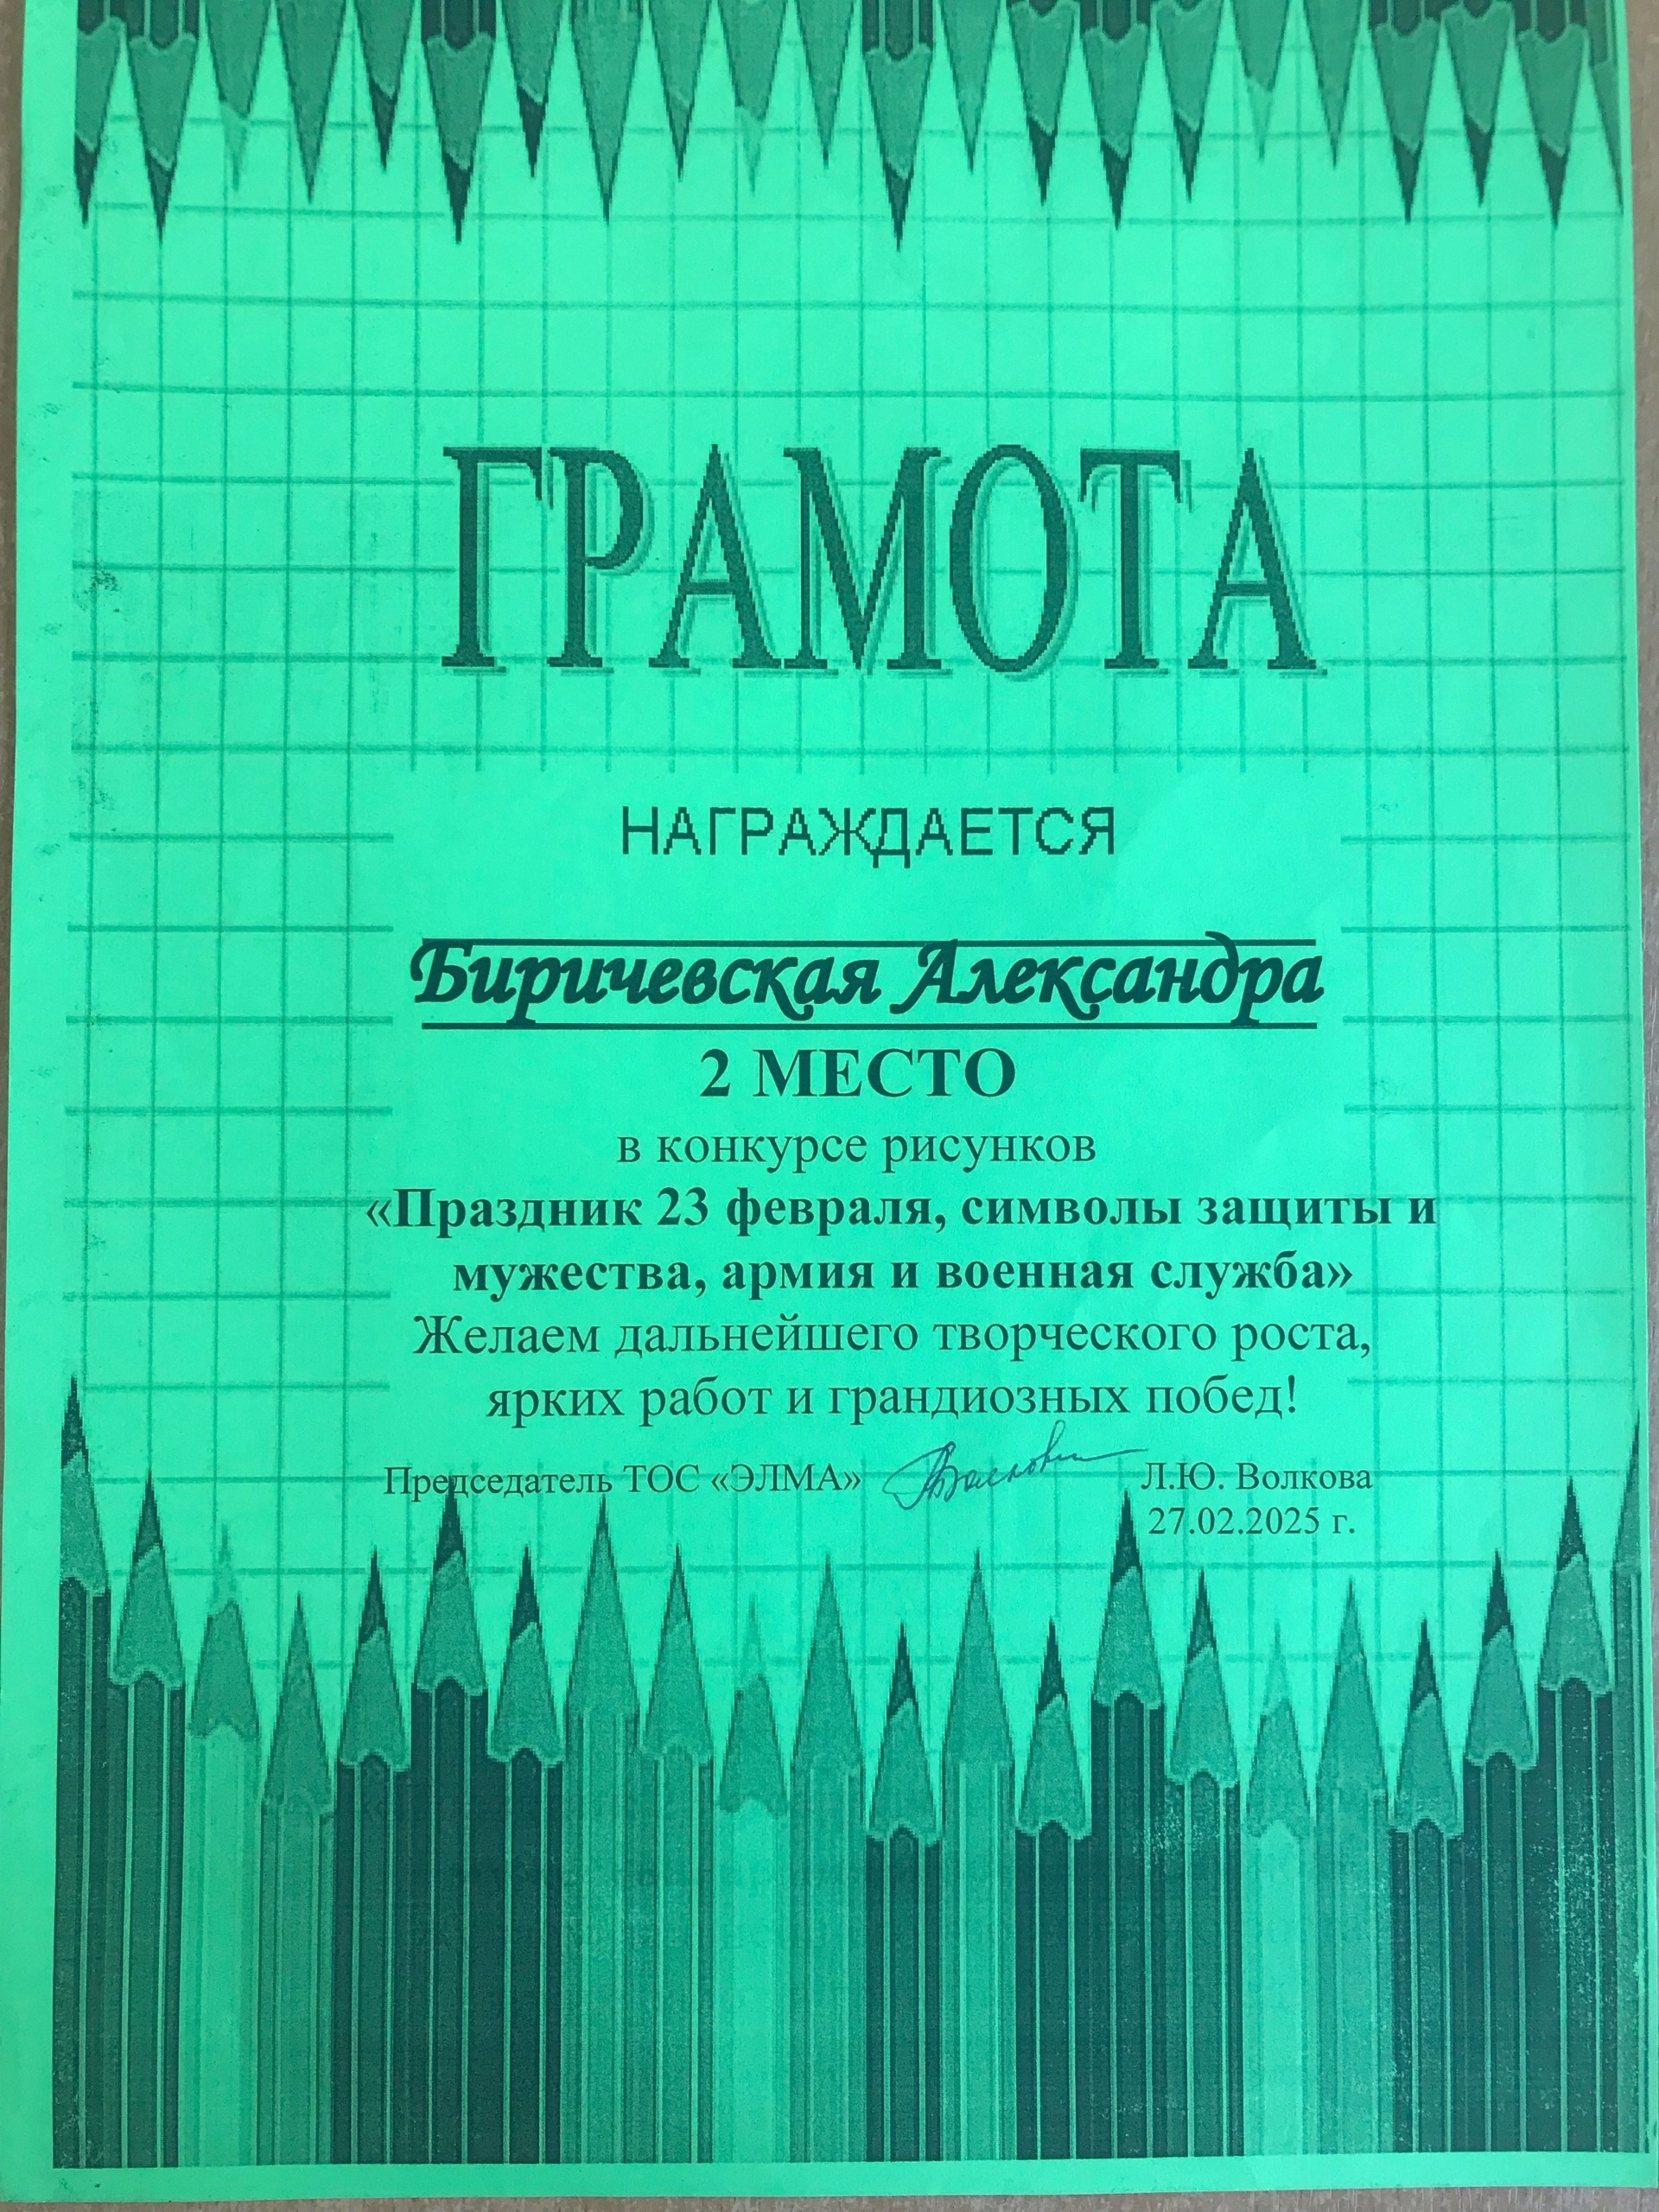 ГРАМОТА
НАГРАЖДАЕТСЯ
Биричевская Александра
2 МЕСТО
в конкурсе рисунков
«Праздник 23 февраля, символы защиты и
мужества, армия и военная служба»
Желаем дальнейшего творческого роста,
ярких работ и грандиозных побед!
Председатель ТОС «ЭЛМА» Л.Ю. Волкова
27.02.2025 г.